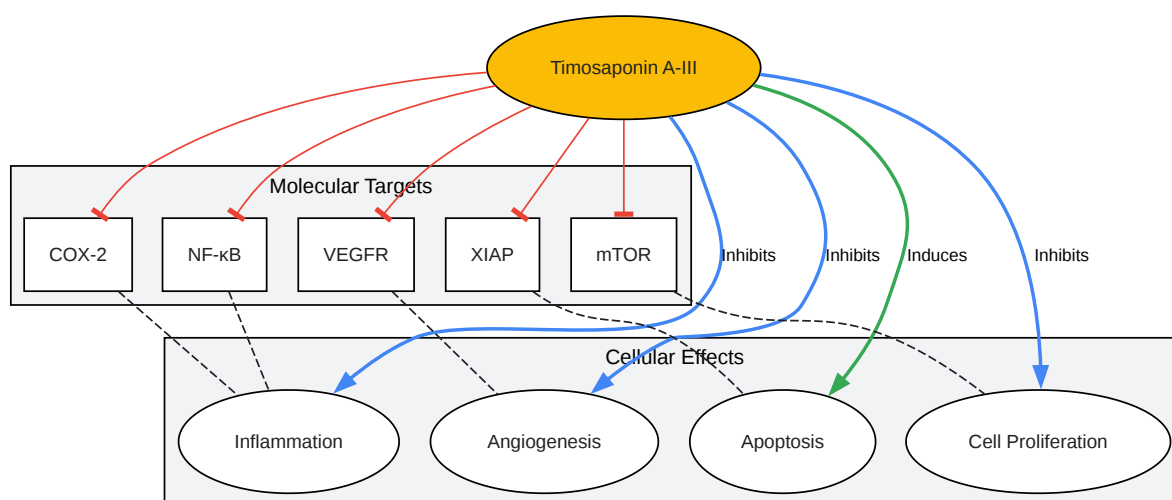 Timosaponin A-III
Molecular Targets
COX-2
NF-κB
VEGFR
XIAP
mTOR
Inhibits
Inhibits
Induces
Inhibits
Cellular Effects
Inflammation
Angiogenesis
Apoptosis
Cell Proliferation